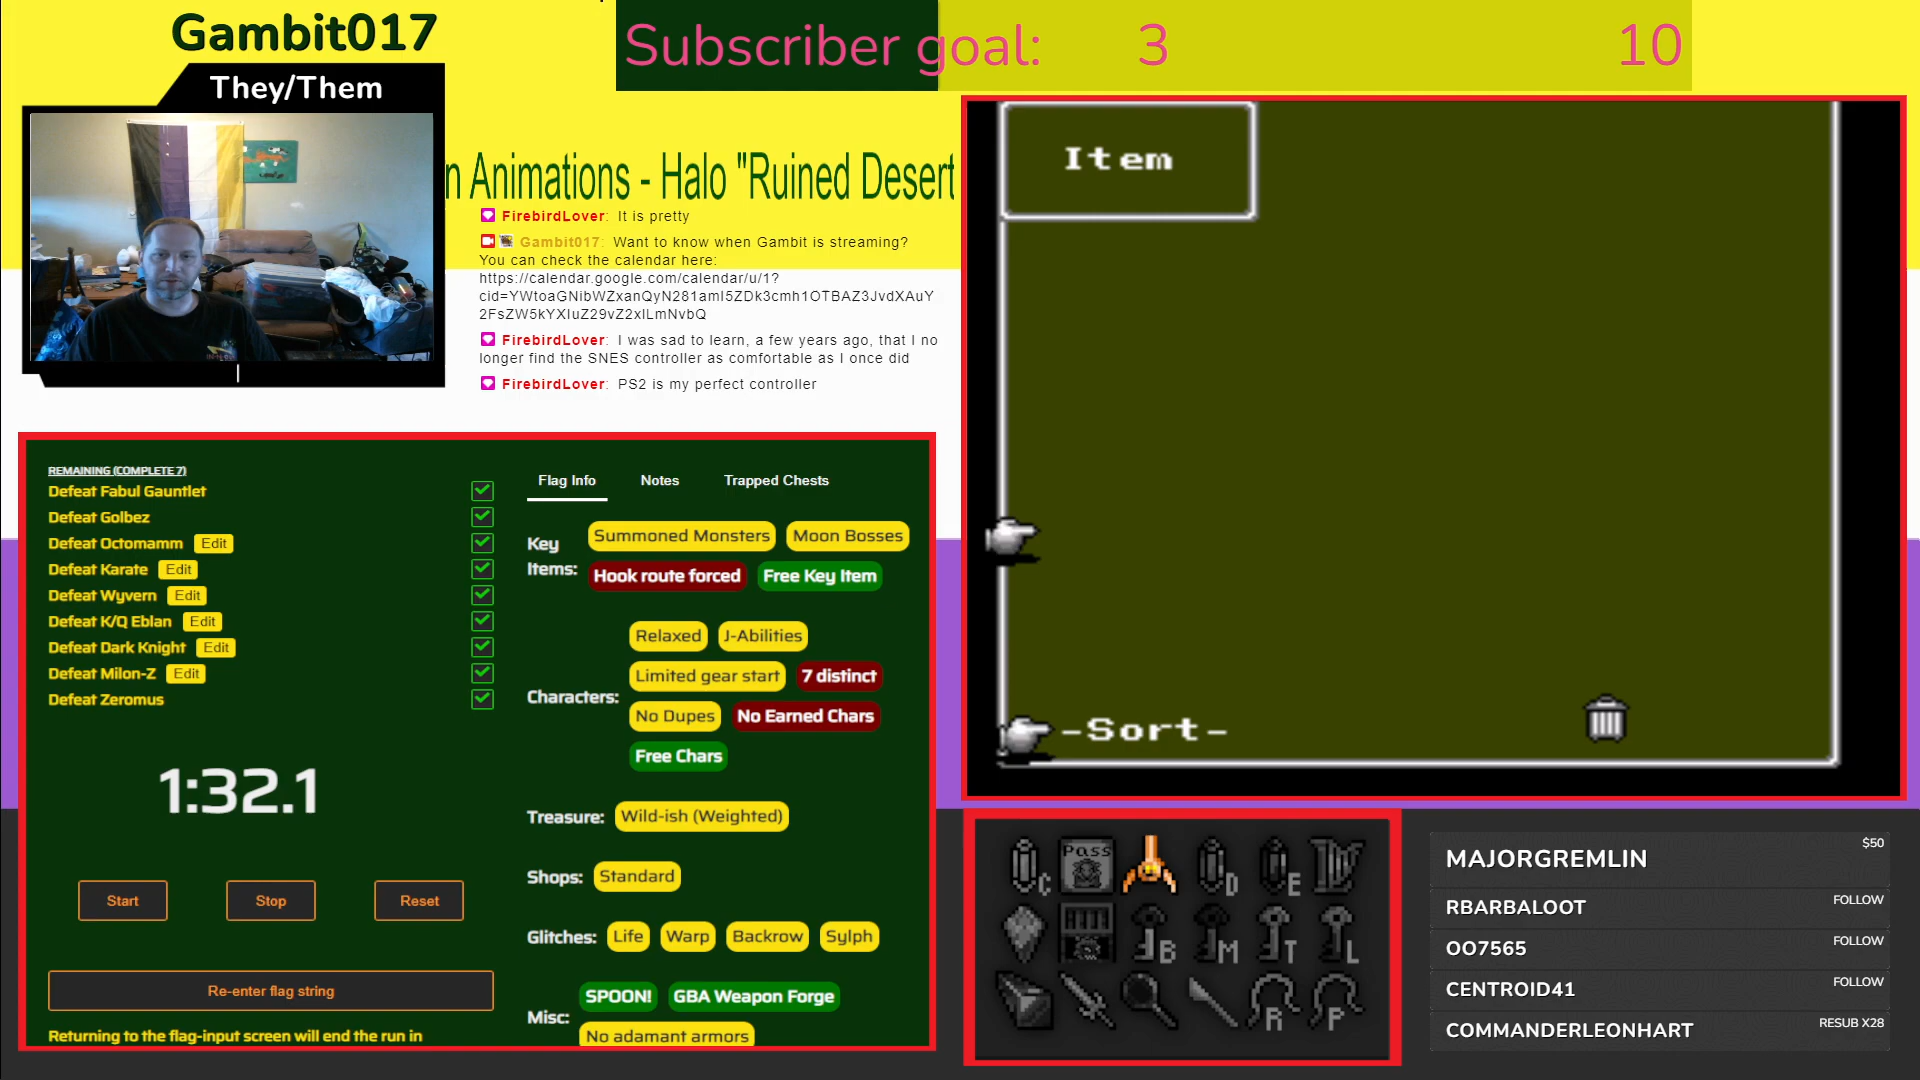 Gambit017
They/Them
Subscriber goal: 3 10
n Animations - Halo "Ruined Desert
FirebirdLover: It is pretty
Gambit017: Want to know when Gambit is streaming?
You can check the calendar here:
https://calendar.google.com/calendar/u/1?
FirebirdLover: I was sad to learn, a few years ago, that I no
longer find the SNES controller as comfortable as I once did
FirebirdLover: PS2 is my perfect controller
Item
-Sort-
REMAINING (COMPLETE 7)
Defeat Fabul Gauntlet
Defeat Golbez
Defeat Octomamm Edit
Defeat Karate Edit
Defeat Wyvern Edit
Defeat K/Q Eblan Edit
Defeat Dark Knight Edit
Defeat Milon-Z Edit
Defeat Zeromus
1:32.1
Start Stop Reset
Re-enter flag string
Returning to the flag-input screen will end the run in
Flag Info Notes Trapped Chests
Key Items: Summoned Monsters Moon Bosses
Hook route forced Free Key Item
Characters: Relaxed J-Abilities
Limited gear start 7 distinct
No Dupes No Earned Chars
Free Chars
Treasure: Wild-ish (Weighted)
Shops: Standard
Glitches: Life Warp Backrow Sylph
Misc: SPOON! GBA Weapon Forge
No adamant armors
C Pass D E
B M T L
R P
MAJORGREMLIN $50
RBARBALOOT FOLLOW
OO7565 FOLLOW
CENTROID41 FOLLOW
COMMANDERLEONHART RESUB X28